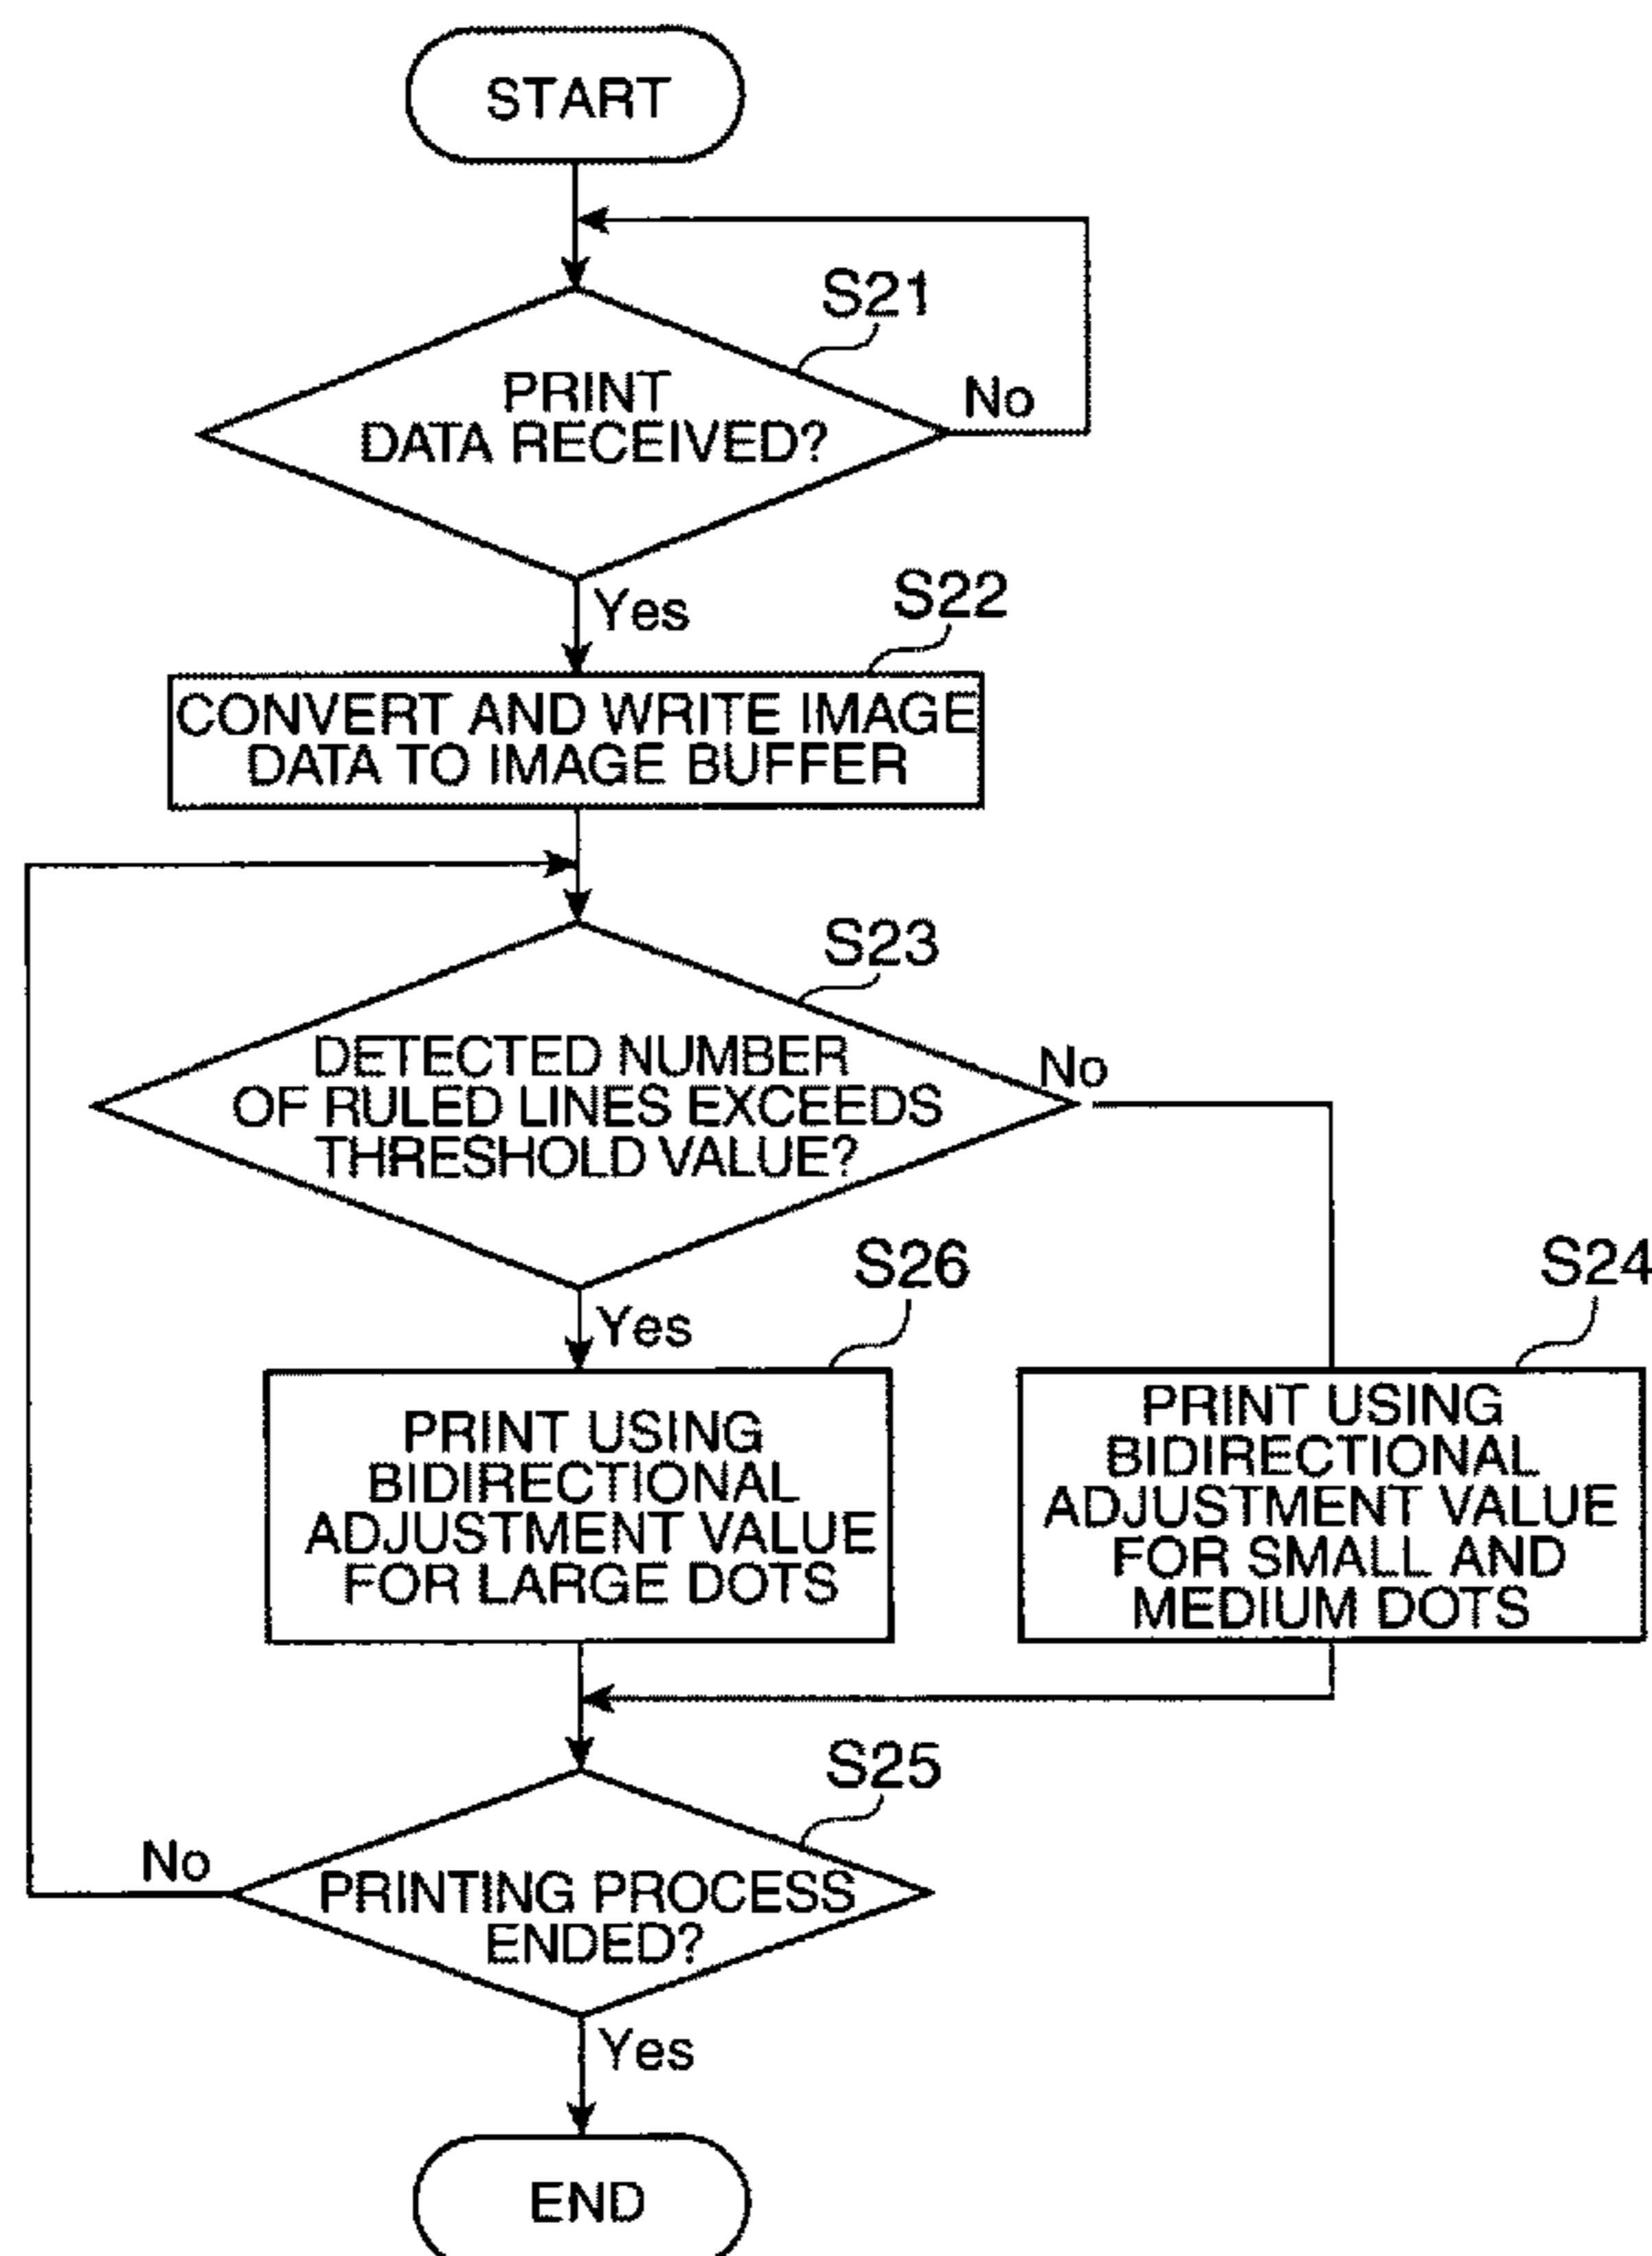 START
S21
PRINT
DATA RECEIVED?
No
Yes
S22
CONVERT AND WRITE IMAGE
DATA TO IMAGE BUFFER
S23
DETECTED NUMBER
OF RULED LINES EXCEEDS
THRESHOLD VALUE?
No
Yes
S26
S24
PRINT USING
BIDIRECTIONAL
ADJUSTMENT VALUE
FOR LARGE DOTS
PRINT USING
BIDIRECTIONAL
ADJUSTMENT VALUE
FOR SMALL AND
MEDIUM DOTS
S25
No
PRINTING PROCESS
ENDED?
Yes
END